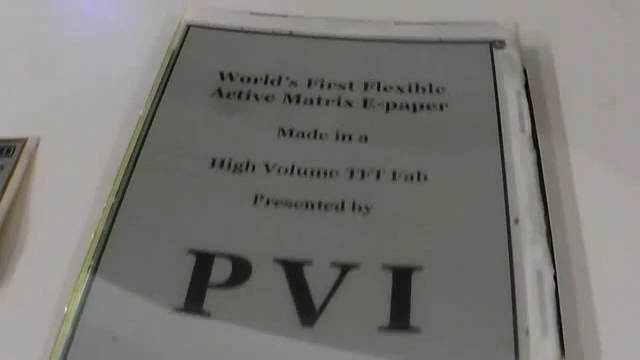 World's First Flexible
Active Matrix E-paper
Made in a
High Volume TFT Fab
Presented by
PVI